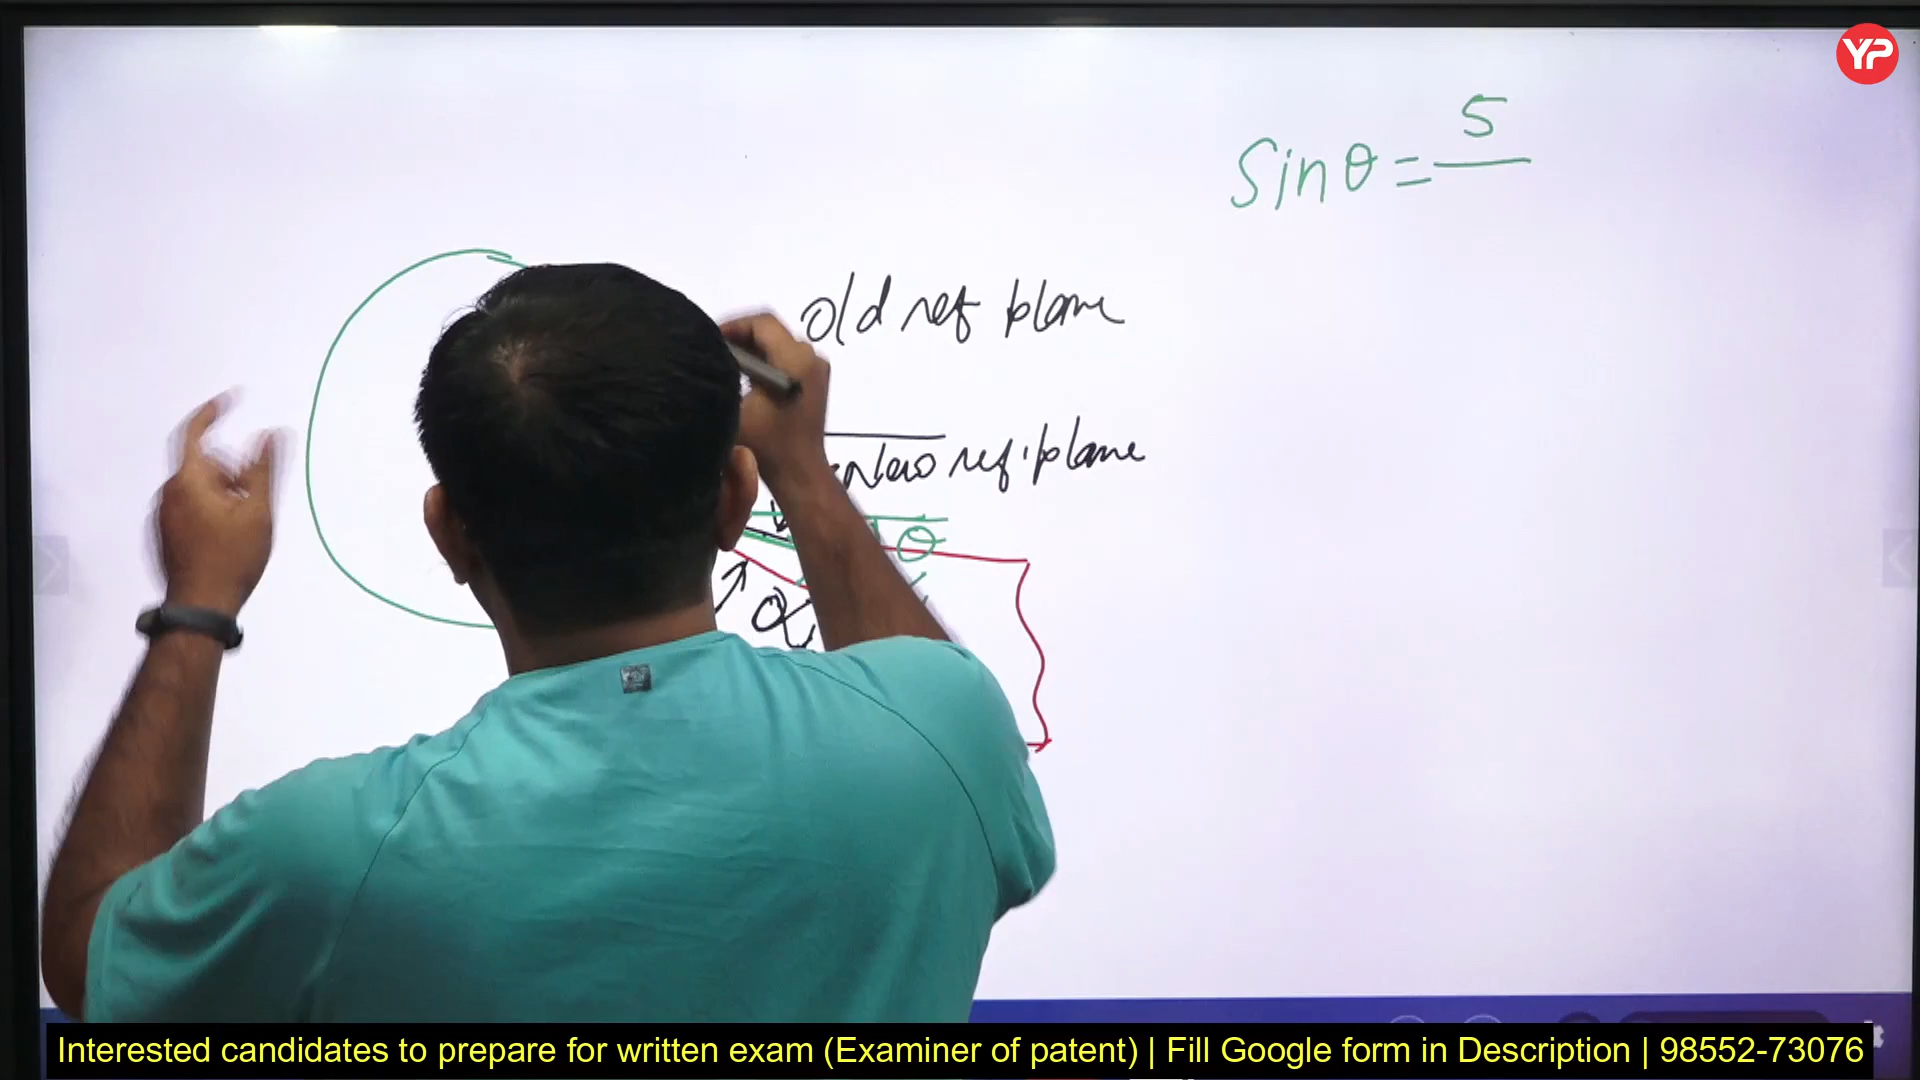 YP
5
Sinθ =
old ref plane
New ref. plane
θ
α
Interested candidates to prepare for written exam (Examiner of patent) | Fill Google form in Description | 98552-73076